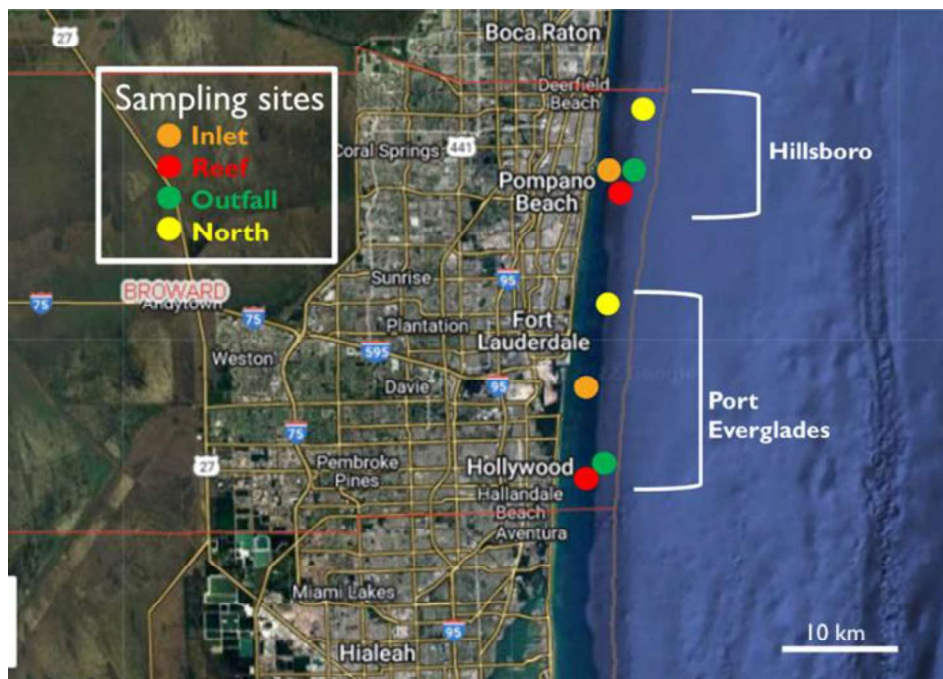 27
Boca Raton
Deerfield
Beach
Sampling sites
Inlet
Reef
Outfall
North
441
Coral Springs
Hillsboro
Pompano
Beach
Sunrise
95
BROWARD
Andytown
75
75
Plantation
Fort
Lauderdale
595
Weston
Davie
95
Port
Everglades
75
27
Pembroke
Pines
Hollywood
Hallandale
Beach
Aventura
Miami Lakes
95
10 km
Hialeah